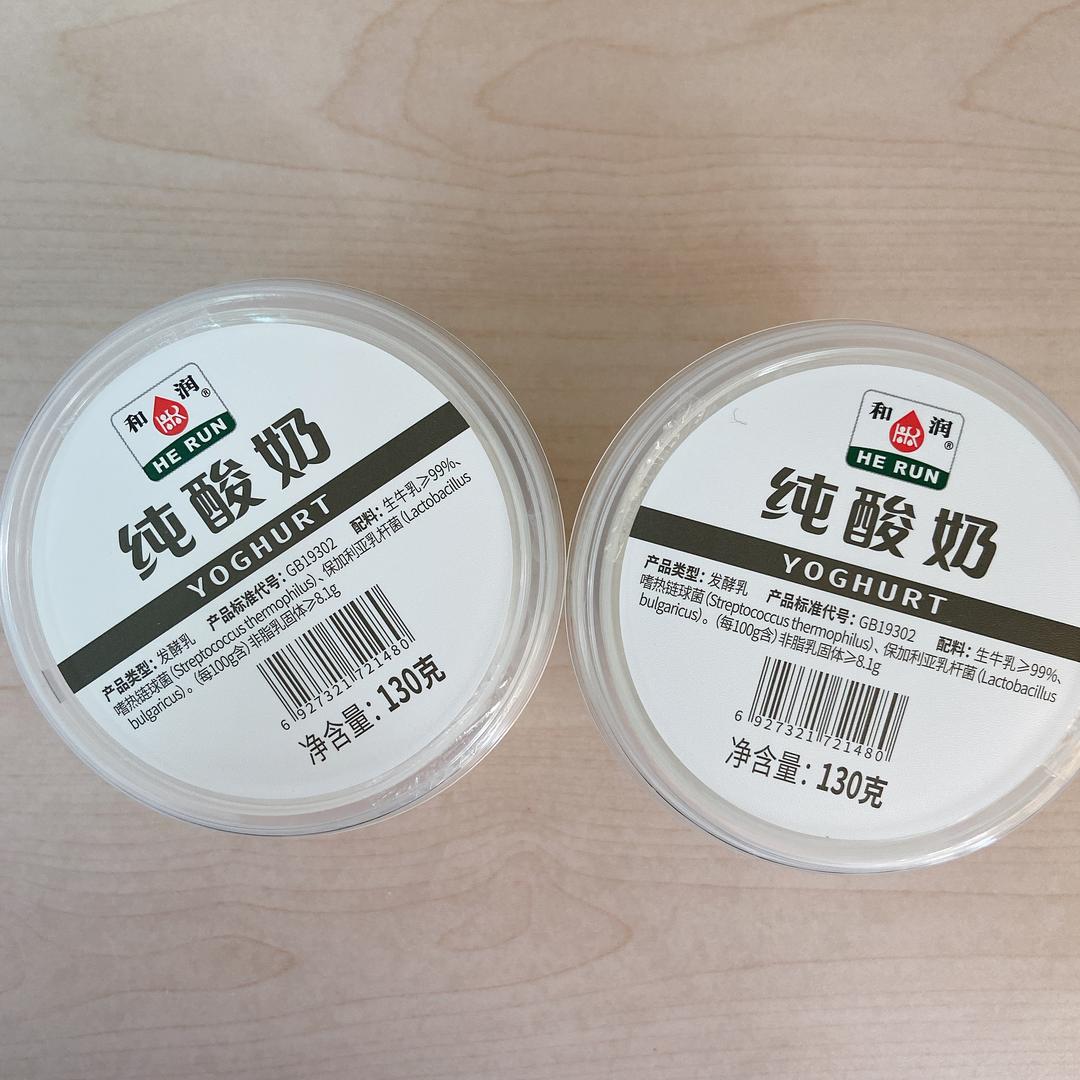 和润®
HE RUN
纯酸奶
YOGHURT
产品类型：发酵乳 产品标准代号：GB19302 配料：生牛乳≥99%、
嗜热链球菌 (Streptococcus thermophilus)、保加利亚乳杆菌 (Lactobacillus
bulgaricus)。(每100g含) 非脂乳固体≥8.1g
6 927321 721480
净含量：130克
和润®
HE RUN
纯酸奶
YOGHURT
产品类型：发酵乳 产品标准代号：GB19302 配料：生牛乳≥99%、
嗜热链球菌 (Streptococcus thermophilus)、保加利亚乳杆菌 (Lactobacillus
bulgaricus)。(每100g含) 非脂乳固体≥8.1g
6 927321 721480
净含量：130克